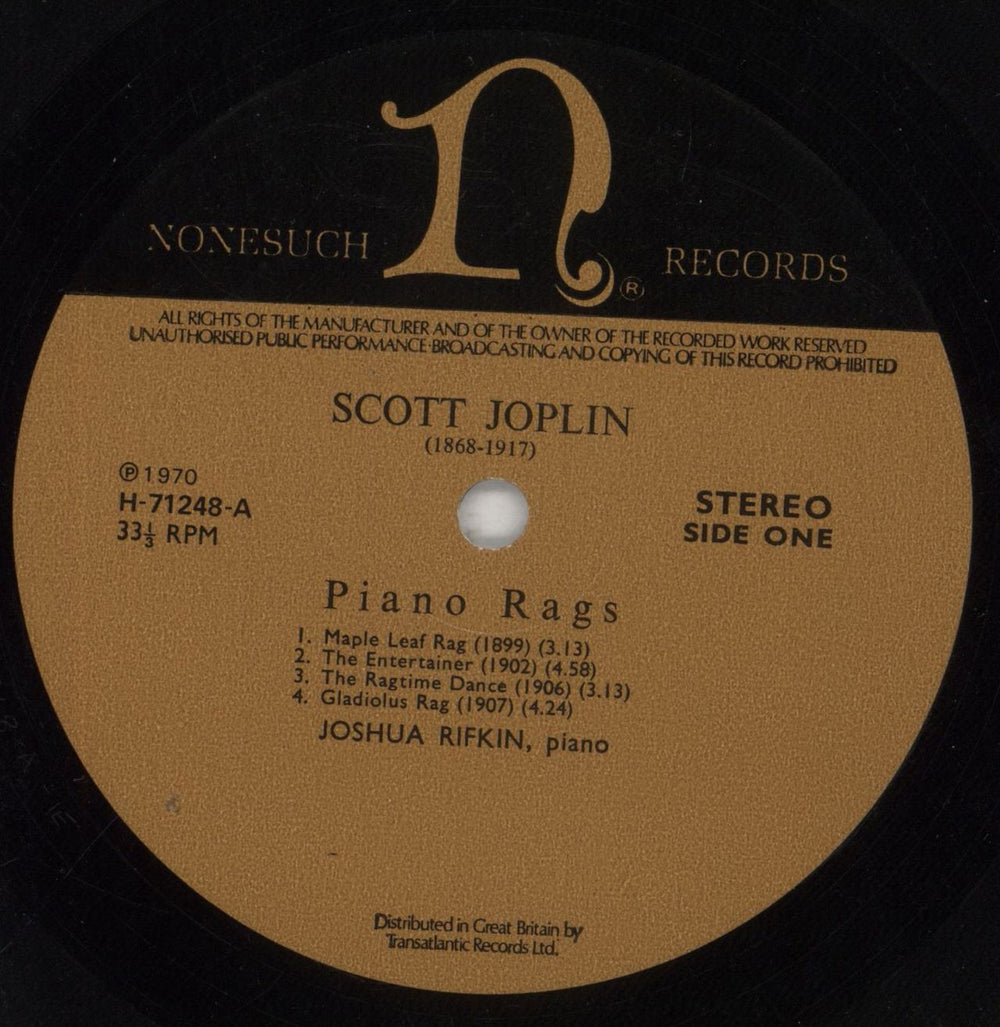 n
NONESUCH RECORDS
®
ALL RIGHTS OF THE MANUFACTURER AND OF THE OWNER OF THE RECORDED WORK RESERVED
UNAUTHORISED PUBLIC PERFORMANCE·BROADCASTING AND COPYING OF THIS RECORD PROHIBITED
SCOTT JOPLIN
(1868-1917)
℗ 1970
H-71248-A
33⅓ RPM
STEREO
SIDE ONE
Piano Rags
1. Maple Leaf Rag (1899) (3.13)
2. The Entertainer (1902) (4.58)
3. The Ragtime Dance (1906) (3.13)
4. Gladiolus Rag (1907) (4.24)
JOSHUA RIFKIN, piano
Distributed in Great Britain by
Transatlantic Records Ltd.